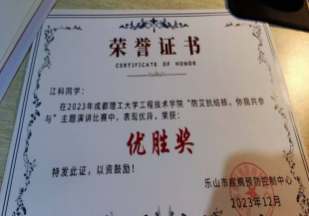 荣誉证书
CERTIFICATE OF HONOR
江科同学:
在2023年成都理工大学工程技术学院“防艾抗结核,你我共参
与”主题演讲比赛中,表现优异,荣获:
优胜奖
特发此证,以资鼓励!
乐山市疾病预防控制中心
2023年12月